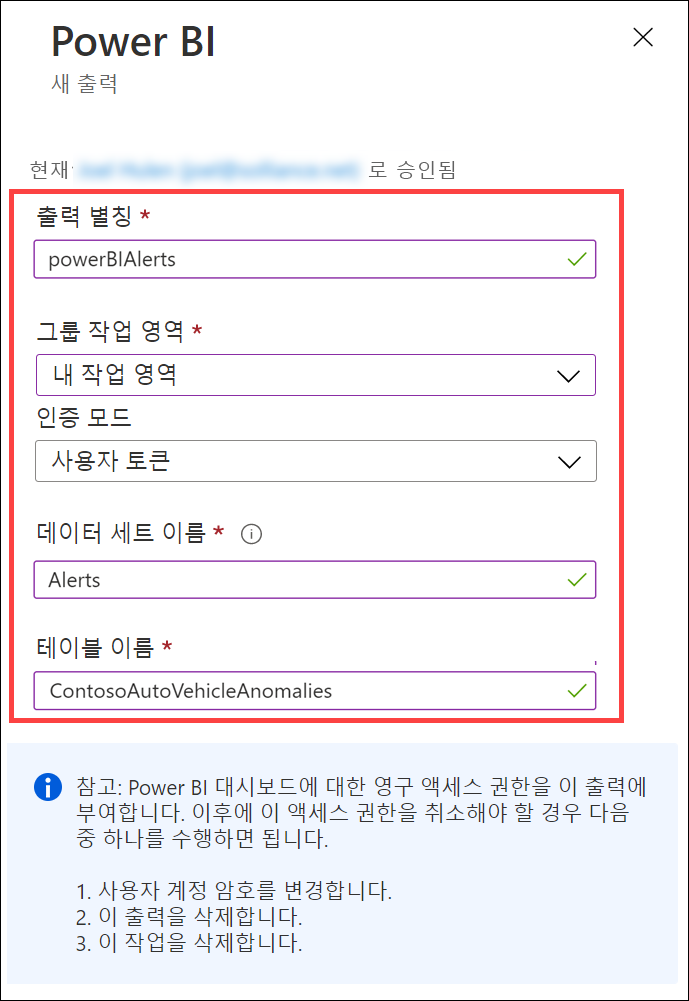 Power BI
새 출력
현재 로 승인됨
출력 별칭 *
powerBIAlerts
그룹 작업 영역 *
내 작업 영역
인증 모드
사용자 토큰
데이터 세트 이름 *
Alerts
테이블 이름 *
ContosoAutoVehicleAnomalies
참고: Power BI 대시보드에 대한 영구 액세스 권한을 이 출력에
부여합니다. 이후에 이 액세스 권한을 취소해야 할 경우 다음
중 하나를 수행하면 됩니다.
1. 사용자 계정 암호를 변경합니다.
2. 이 출력을 삭제합니다.
3. 이 작업을 삭제합니다.